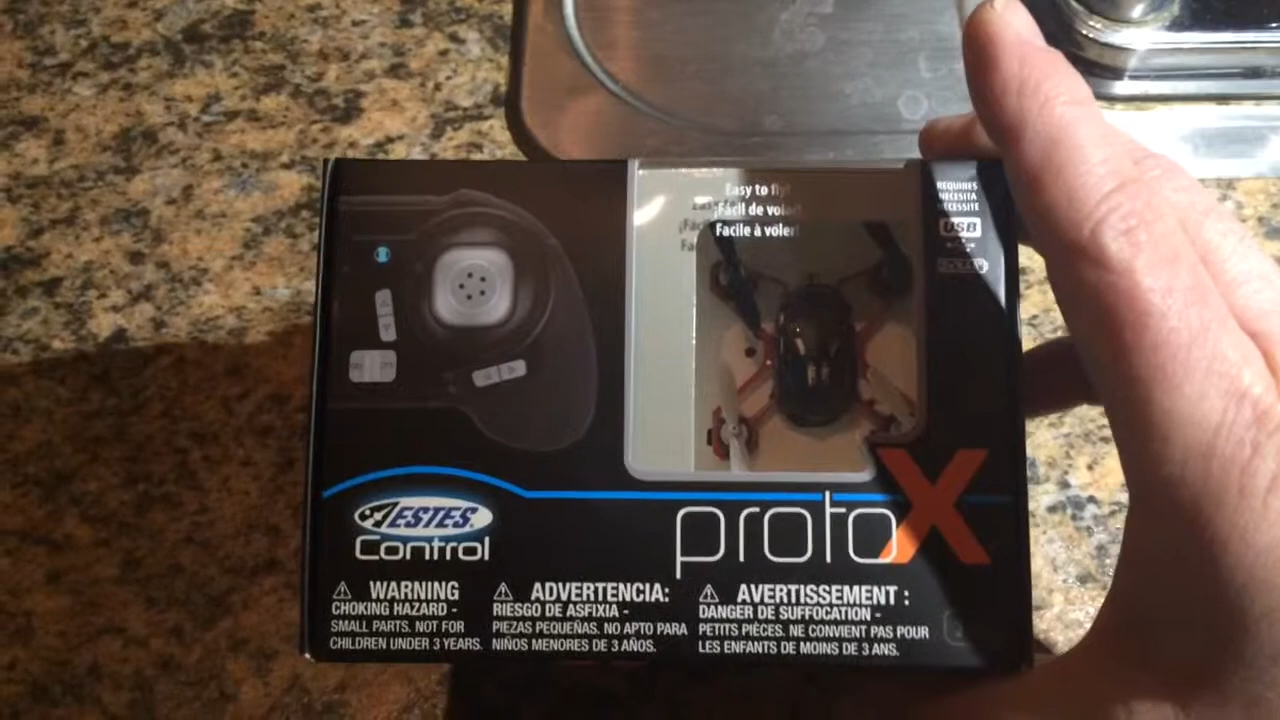 Easy to fly!
¡Fácil de volar!
Facile à voler!
REQUIRES
NECESITA
NÉCESSITE
USB
ESTES
Control
protoX
WARNING
CHOKING HAZARD -
SMALL PARTS. NOT FOR
CHILDREN UNDER 3 YEARS.
ADVERTENCIA:
RIESGO DE ASFIXIA -
PIEZAS PEQUEÑAS. NO APTO PARA
NIÑOS MENORES DE 3 AÑOS.
AVERTISSEMENT :
DANGER DE SUFFOCATION -
PETITS PIÈCES. NE CONVIENT PAS POUR
LES ENFANTS DE MOINS DE 3 ANS.